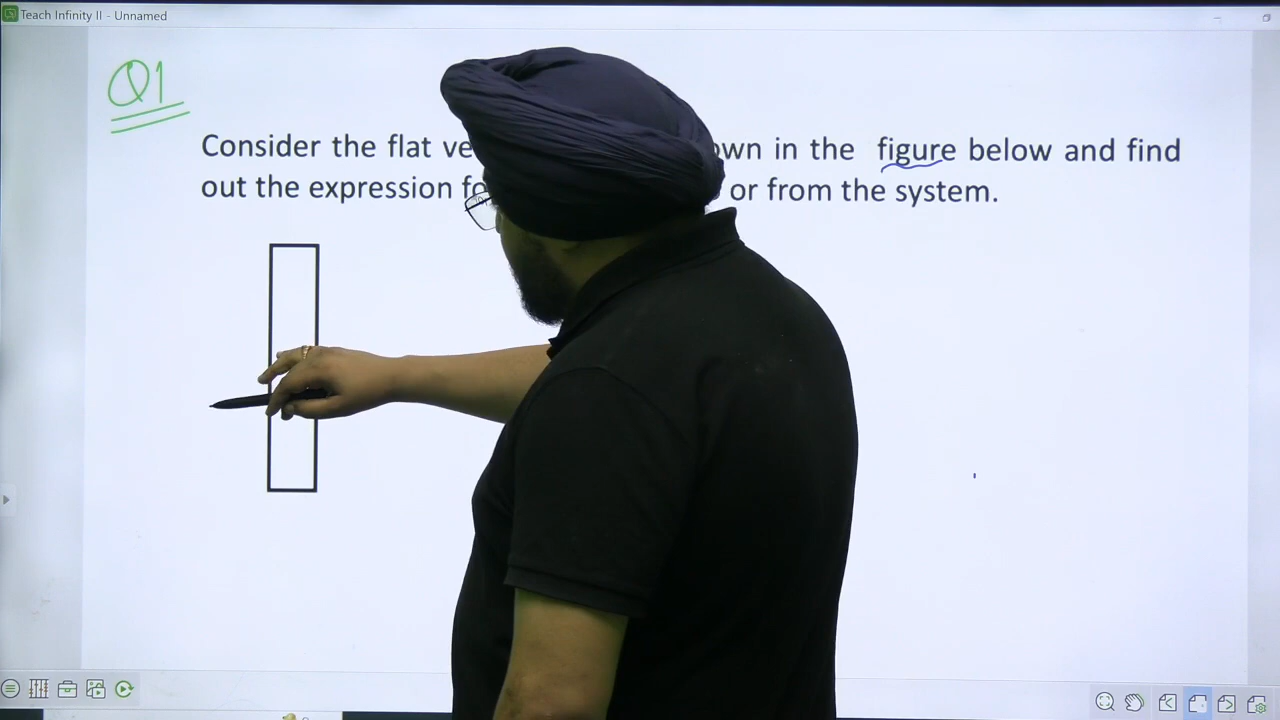 Teach Infinity II - Unnamed
Q1
Consider the flat ve own in the figure below and find
out the expression fo or from the system.